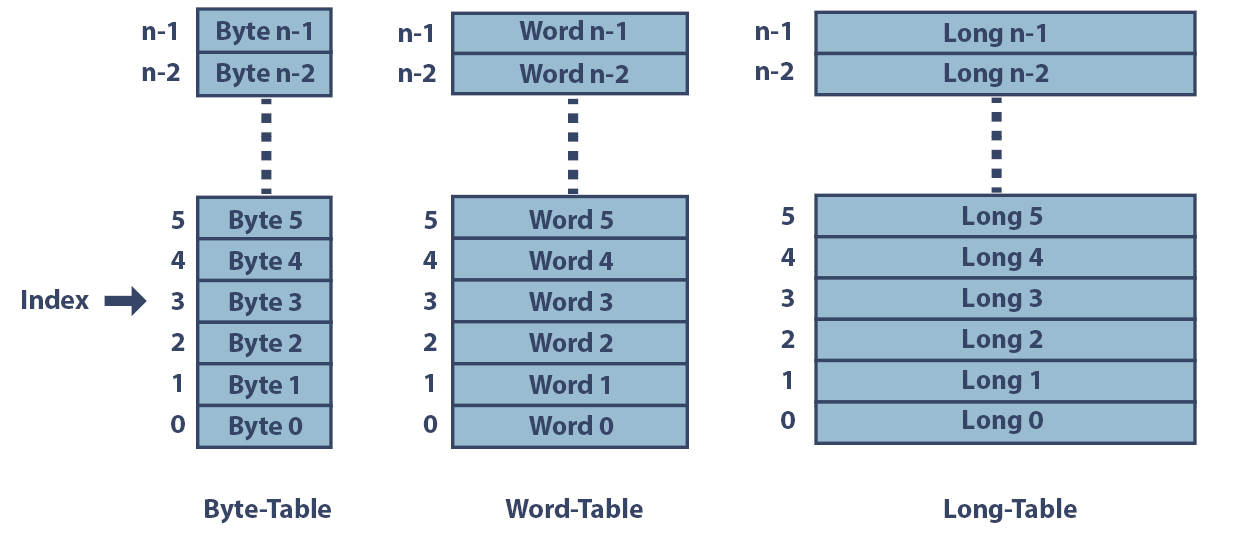 n-1 Byte n-1 n-1 Word n-1 n-1 Long n-1
n-2 Byte n-2 n-2 Word n-2 n-2 Long n-2
5 Byte 5 5 Word 5 5 Long 5
4 Byte 4 4 Word 4 4 Long 4
Index 3 Byte 3 3 Word 3 3 Long 3
2 Byte 2 2 Word 2 2 Long 2
1 Byte 1 1 Word 1 1 Long 1
0 Byte 0 0 Word 0 0 Long 0
Byte-Table Word-Table Long-Table